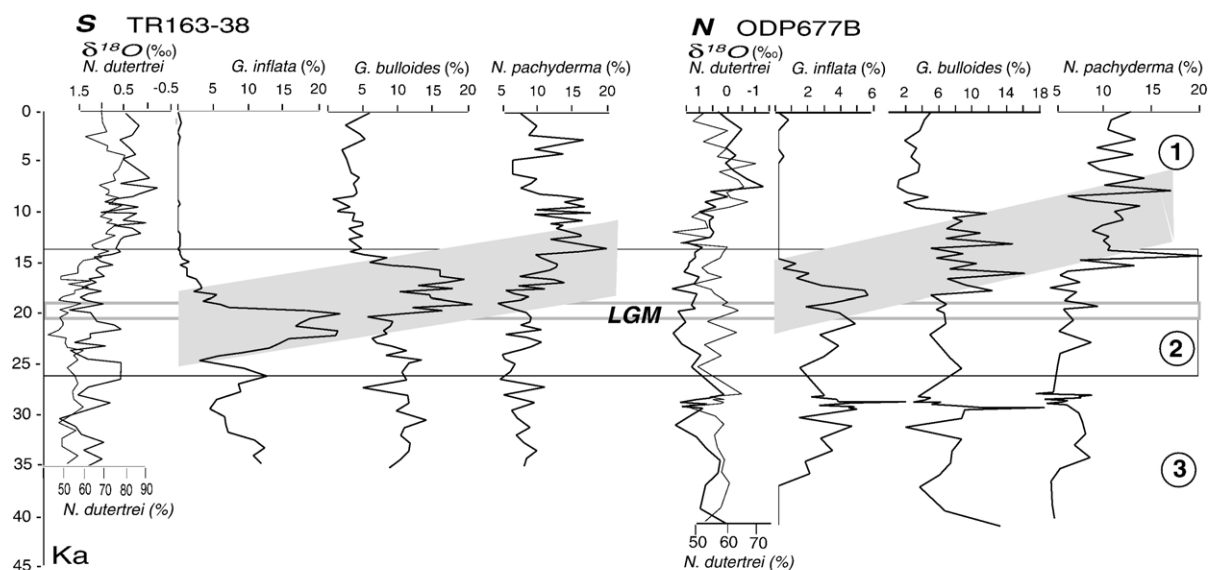 S TR163-38
N ODP677B
δ18O (‰)
N. dutertrei
G. inflata (%)
G. bulloides (%)
N. pachyderma (%)
δ18O (‰)
N. dutertrei
G. inflata (%)
G. bulloides (%)
N. pachyderma (%)
1.5 0.5 -0.5
5 10 15 20
5 10 15 20
5 10 15 20
1 0 -1
2 4 6
2 6 10 14 18
5 10 15 20
0
5
10
15
20
25
30
35
40
45
1
LGM
2
3
50 60 70 80 90
N. dutertrei (%)
50 60 70
N. dutertrei (%)
Ka